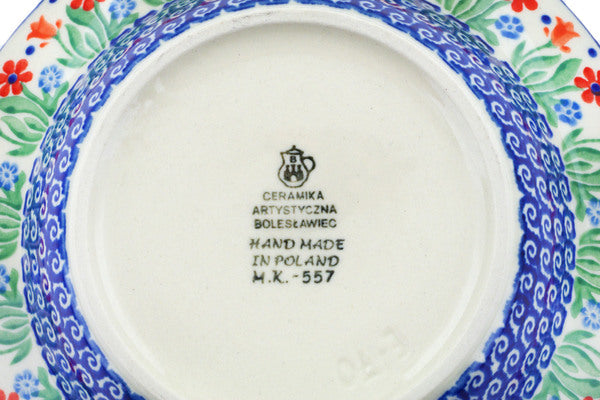 B
CERAMIKA
ARTYSTYCZNA
BOLESŁAWIEC
HAND MADE
IN POLAND
M.K.-557